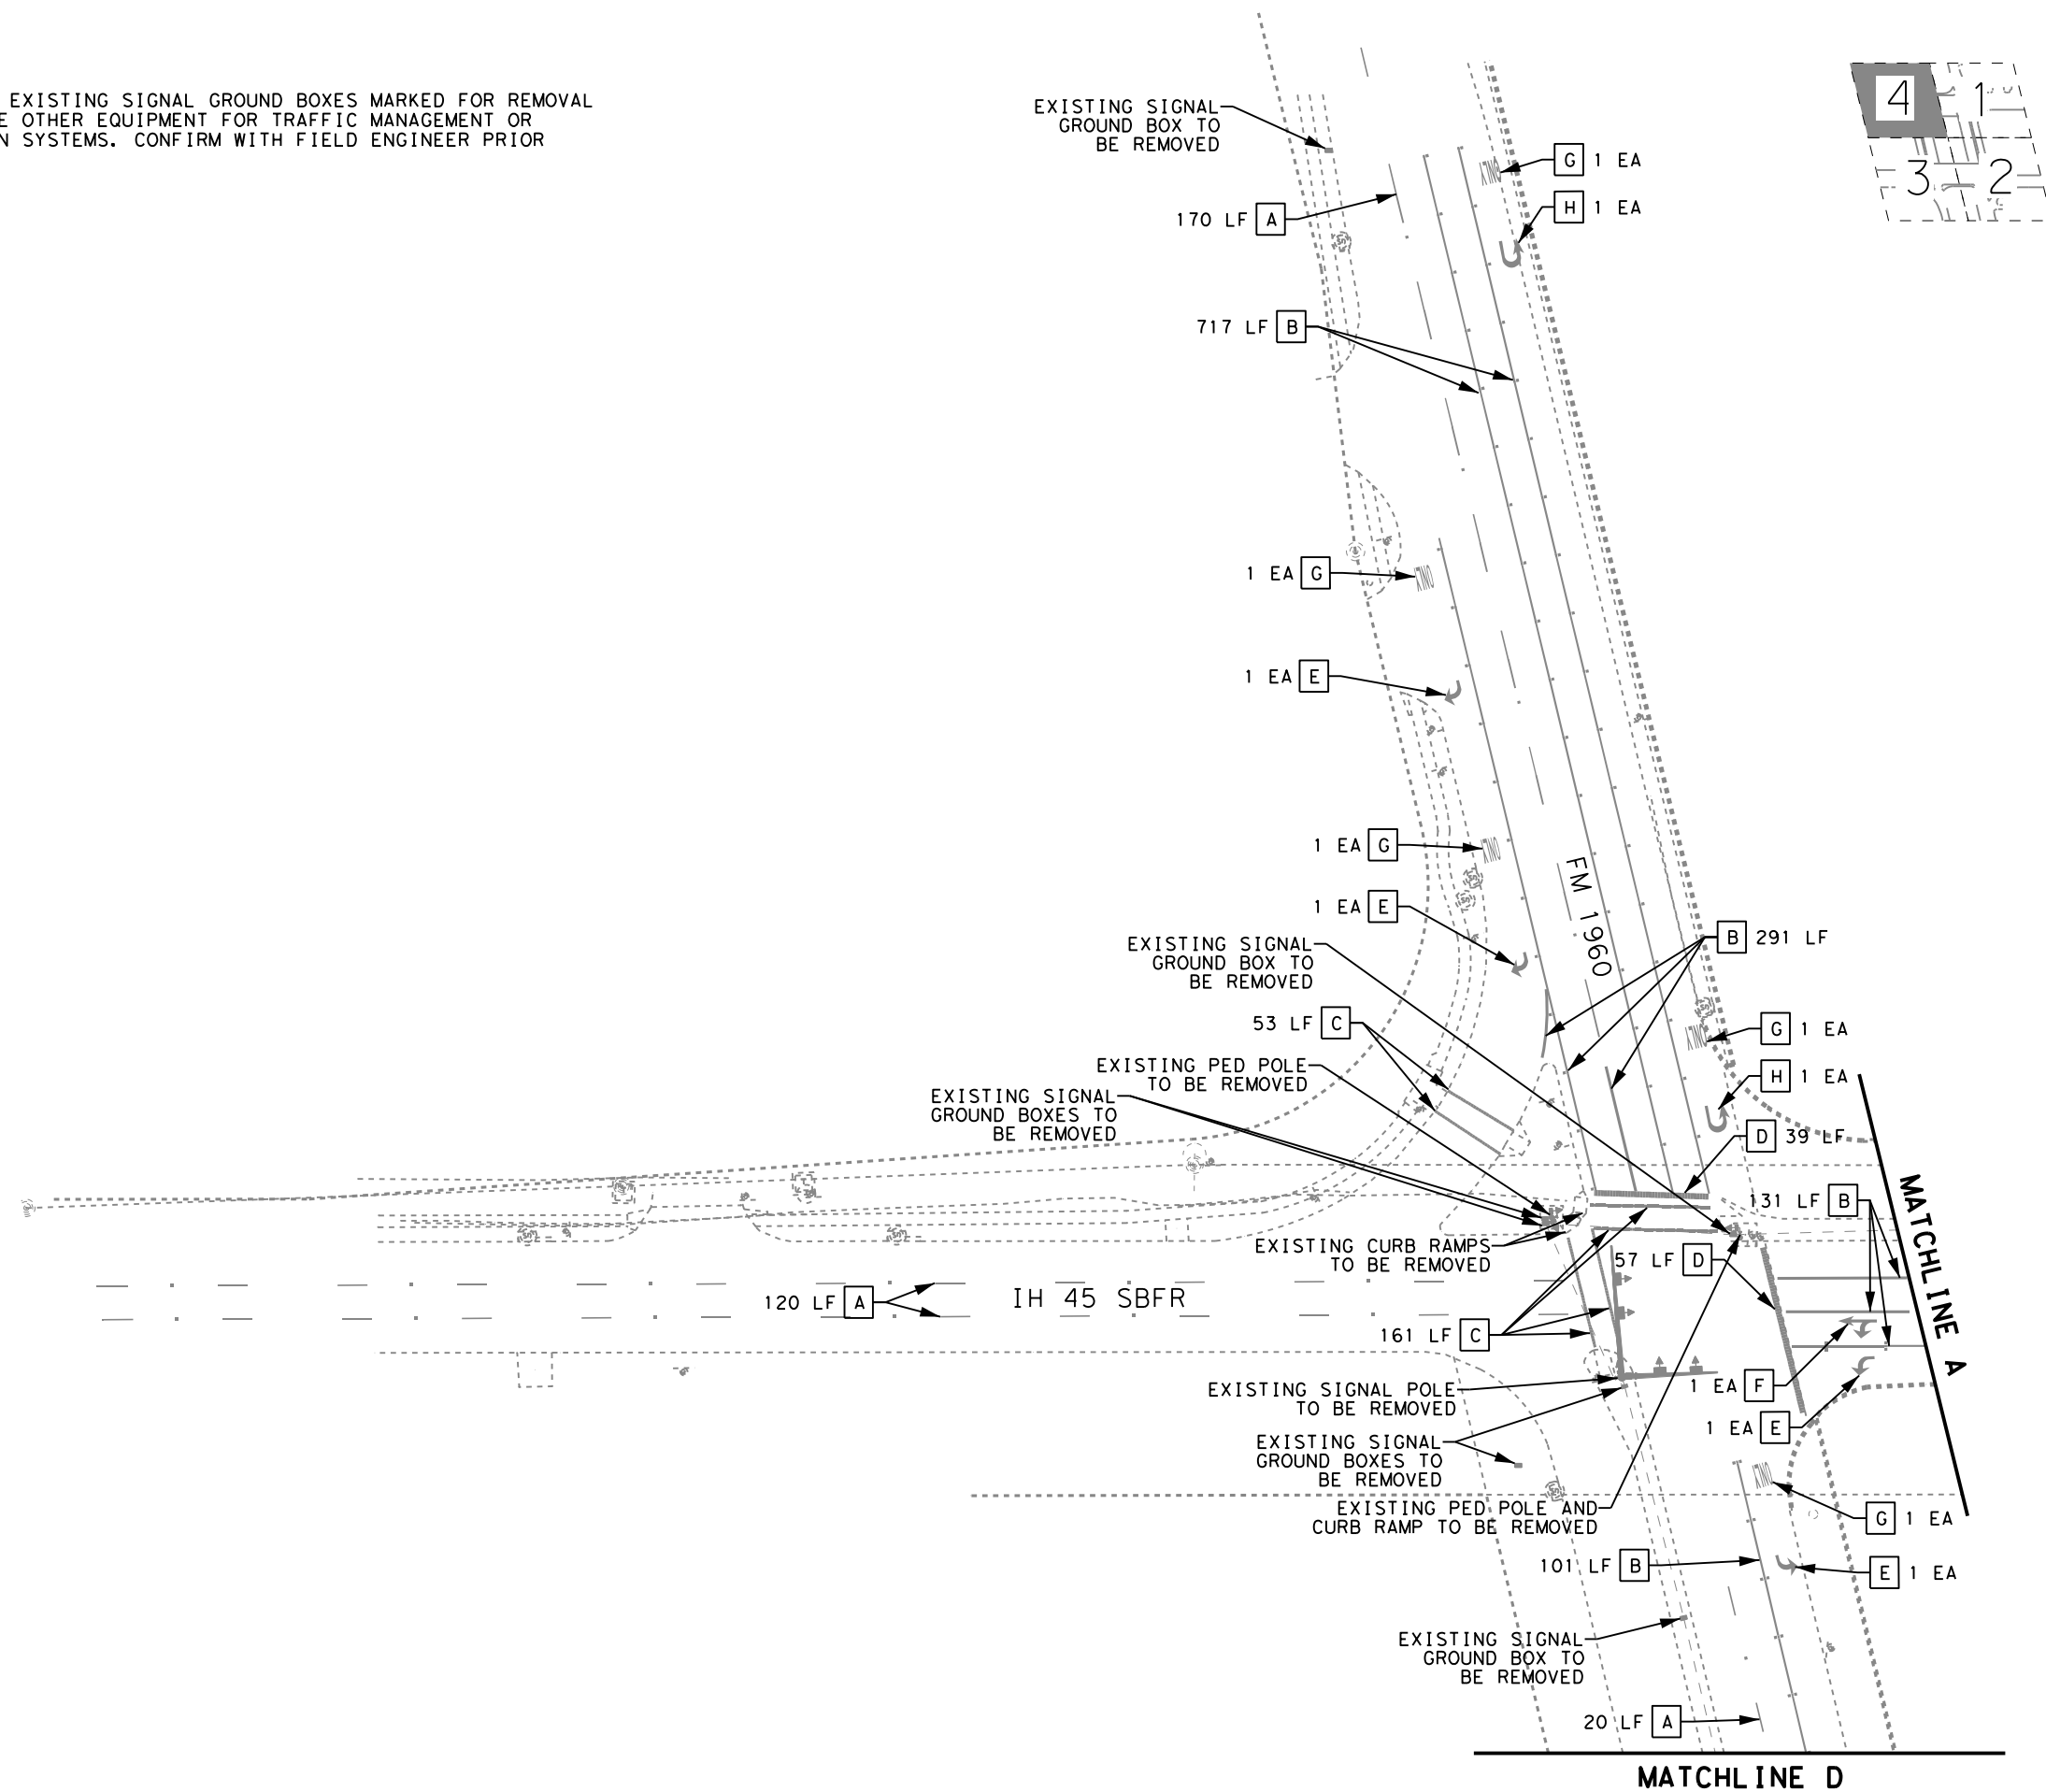 EXISTING SIGNAL GROUND BOXES MARKED FOR REMOVAL
E OTHER EQUIPMENT FOR TRAFFIC MANAGEMENT OR
N SYSTEMS. CONFIRM WITH FIELD ENGINEER PRIOR
4 1
3 2
EXISTING SIGNAL
GROUND BOX TO
BE REMOVED
G 1 EA
ONLY
H 1 EA
170 LF A
717 LF B
1 EA G
ONLY
1 EA E
1 EA G
ONLY
1 EA E
FM 1960
B 291 LF
EXISTING SIGNAL
GROUND BOX TO
BE REMOVED
53 LF C
G 1 EA
ONLY
EXISTING PED POLE
TO BE REMOVED
H 1 EA
EXISTING SIGNAL
GROUND BOXES TO
BE REMOVED
D 39 LF
131 LF B
MATCHLINE A
EXISTING CURB RAMPS
TO BE REMOVED
57 LF D
120 LF A
IH 45 SBFR
161 LF C
EXISTING SIGNAL POLE
TO BE REMOVED
1 EA F
1 EA E
EXISTING SIGNAL
GROUND BOXES TO
BE REMOVED
EXISTING PED POLE AND
CURB RAMP TO BE REMOVED
ONLY
G 1 EA
101 LF B
E 1 EA
EXISTING SIGNAL
GROUND BOX TO
BE REMOVED
20 LF A
MATCHLINE D